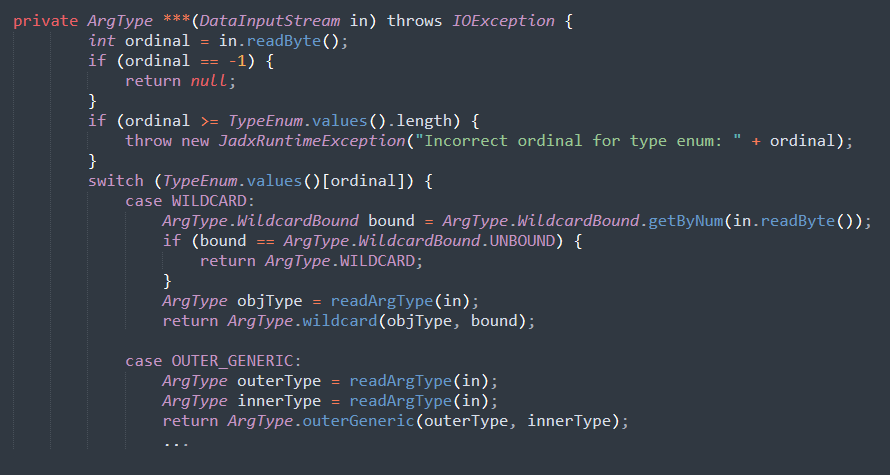 private ArgType ***(DataInputStream in) throws IOException {
int ordinal = in.readByte();
if (ordinal == -1) {
return null;
}
if (ordinal >= TypeEnum.values().length) {
throw new JadxRuntimeException("Incorrect ordinal for type enum: " + ordinal);
}
switch (TypeEnum.values()[ordinal]) {
case WILDCARD:
ArgType.WildcardBound bound = ArgType.WildcardBound.getByNum(in.readByte());
if (bound == ArgType.WildcardBound.UNBOUND) {
return ArgType.WILDCARD;
}
ArgType objType = readArgType(in);
return ArgType.wildcard(objType, bound);
case OUTER_GENERIC:
ArgType outerType = readArgType(in);
ArgType innerType = readArgType(in);
return ArgType.outerGeneric(outerType, innerType);
...